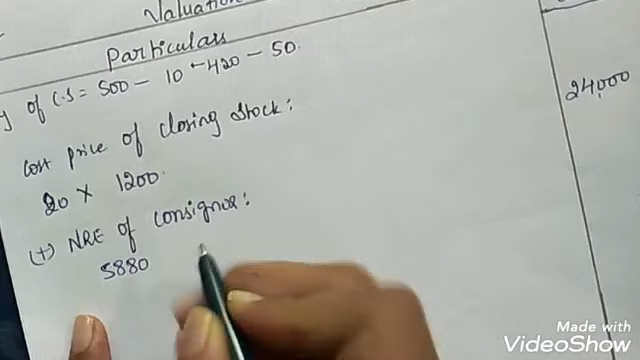 Valuation
Particulars
y of C.S = 500 - 10 - 420 - 50.
Cost price of closing stock:
20 × 1200.
24,000
(+) NRE of consignor:
5880
Made with
VideoShow